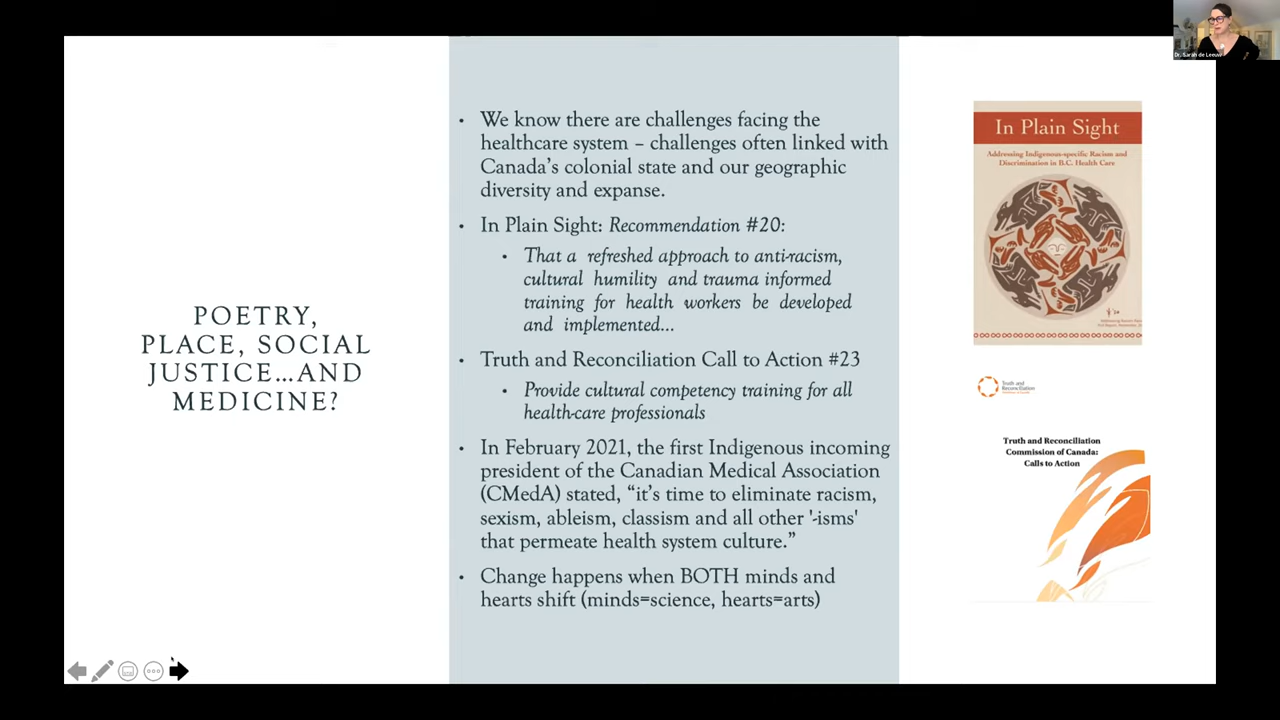 Dr. Sarah de Leeuw
POETRY,
PLACE, SOCIAL
JUSTICE...AND
MEDICINE?
• We know there are challenges facing the
healthcare system – challenges often linked with
Canada's colonial state and our geographic
diversity and expanse.
• In Plain Sight: Recommendation #20:
• That a refreshed approach to anti-racism,
cultural humility and trauma informed
training for health workers be developed
and implemented...
• Truth and Reconciliation Call to Action #23
• Provide cultural competency training for all
health-care professionals
• In February 2021, the first Indigenous incoming
president of the Canadian Medical Association
(CMedA) stated, “it's time to eliminate racism,
sexism, ableism, classism and all other '-isms'
that permeate health system culture.”
• Change happens when BOTH minds and
hearts shift (minds=science, hearts=arts)
In Plain Sight
Addressing Indigenous-specific Racism and
Discrimination in B.C. Health Care
Truth and
Reconciliation
Truth and Reconciliation
Commission of Canada:
Calls to Action